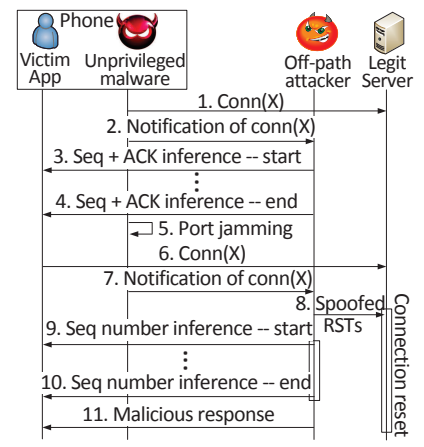 Phone
Victim App
Unprivileged malware
Off-path attacker
Legit Server
1. Conn(X)
2. Notification of conn(X)
3. Seq + ACK inference -- start
4. Seq + ACK inference -- end
5. Port jamming
6. Conn(X)
7. Notification of conn(X)
8. Spoofed
RSTs
9. Seq number inference -- start
10. Seq number inference -- end
11. Malicious response
Connection reset